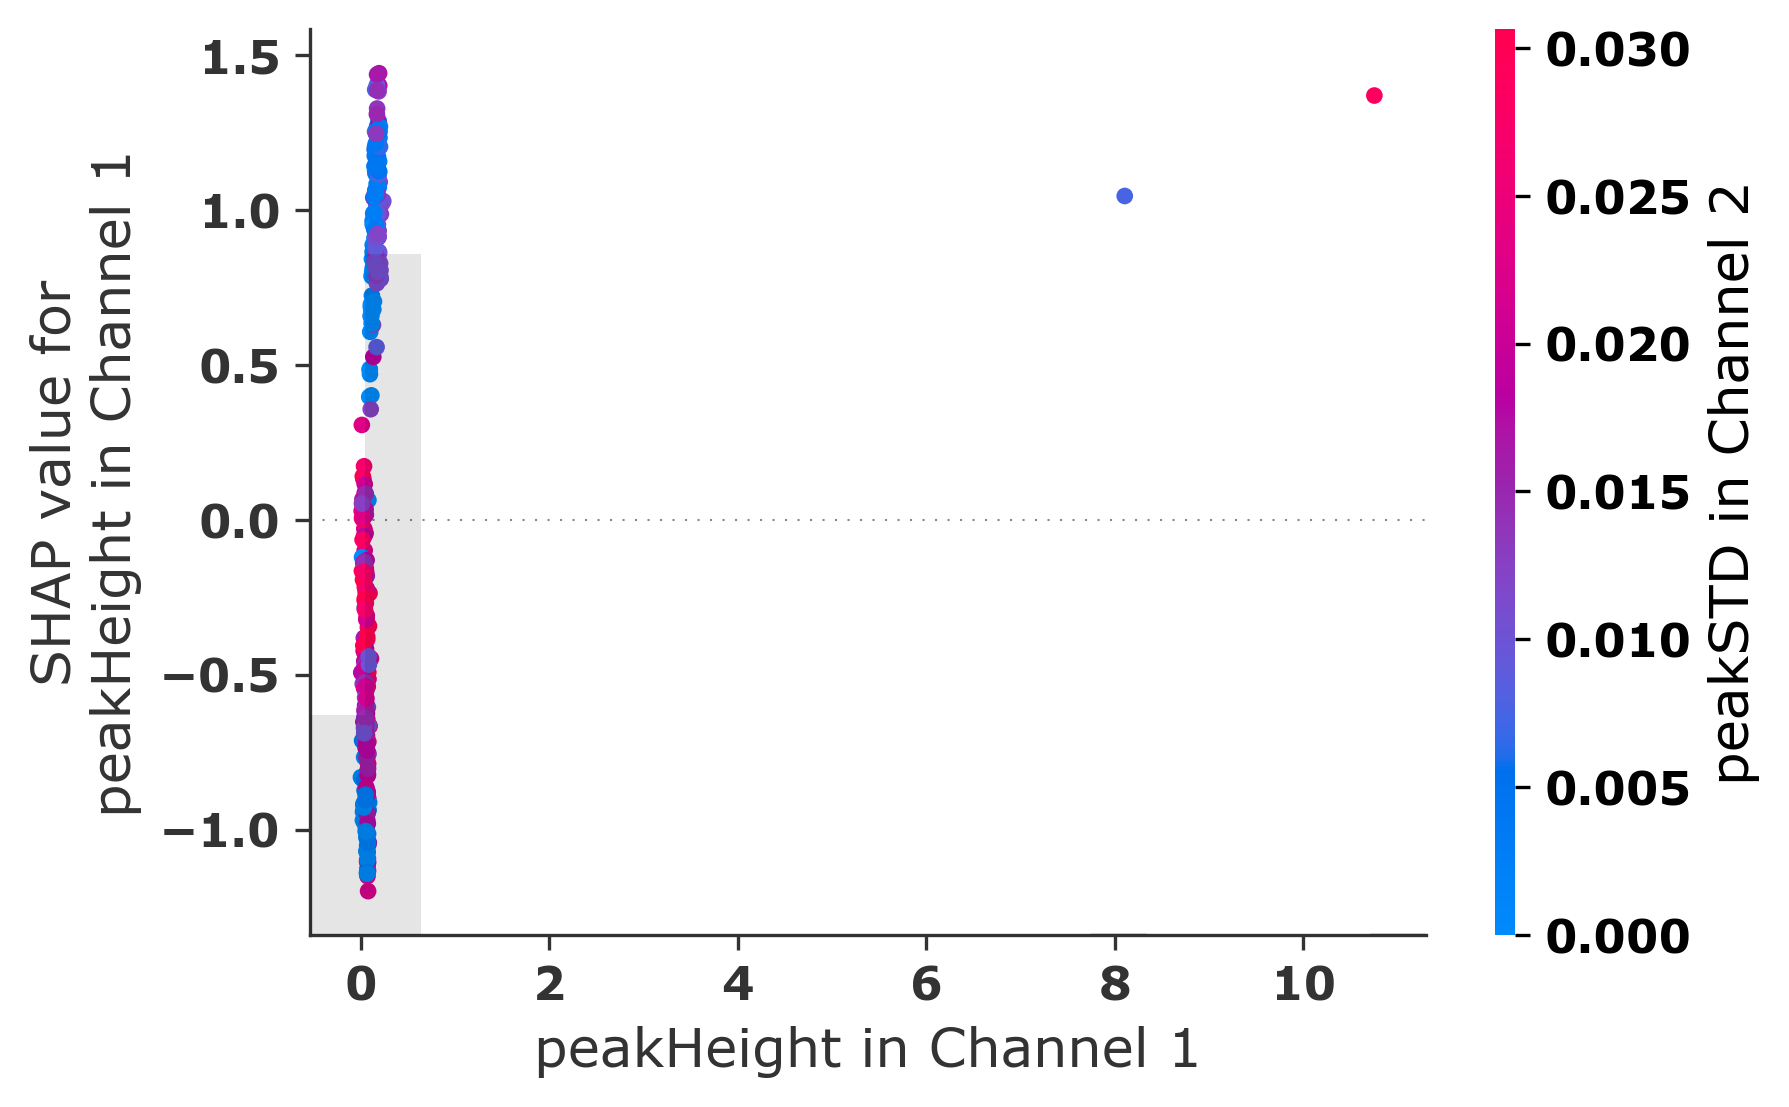 SHAP value for
peakHeight in Channel 1
1.5
1.0
0.5
0.0
−0.5
−1.0
0 2 4 6 8 10
peakHeight in Channel 1
0.030
0.025
0.020
0.015
0.010
0.005
0.000
peakSTD in Channel 2